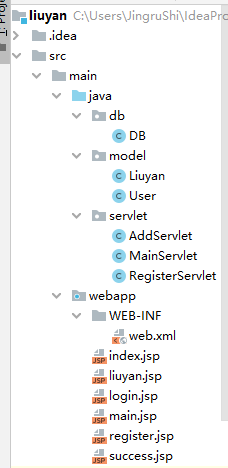 liuyan C:\Users\JingruShi\IdeaPro
.idea
src
main
java
db
DB
model
Liuyan
User
servlet
AddServlet
MainServlet
RegisterServlet
webapp
WEB-INF
web.xml
index.jsp
liuyan.jsp
login.jsp
main.jsp
register.jsp
success.jsp